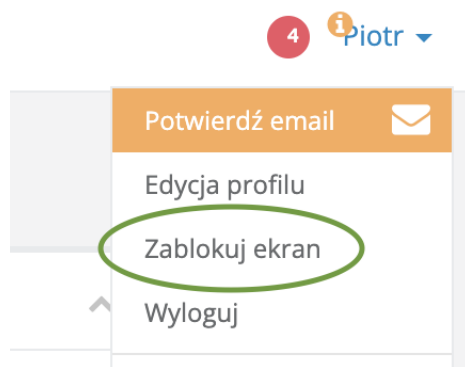 4 i Piotr
Potwierdź email
Edycja profilu
Zablokuj ekran
Wyloguj